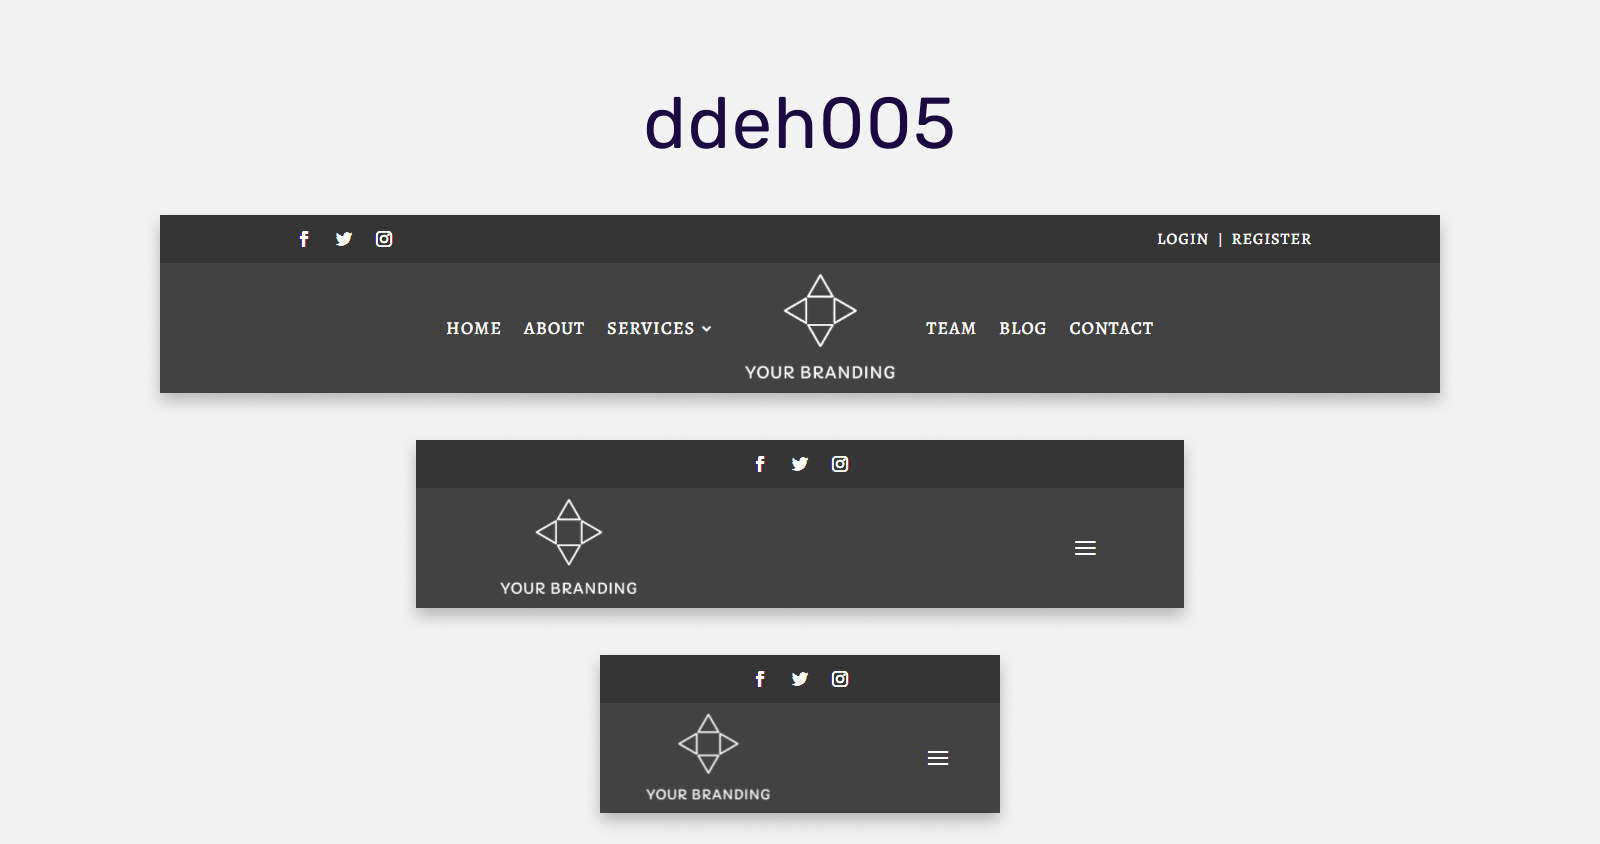 ddeh005
LOGIN | REGISTER
HOME ABOUT SERVICES TEAM BLOG CONTACT
YOUR BRANDING
YOUR BRANDING
YOUR BRANDING